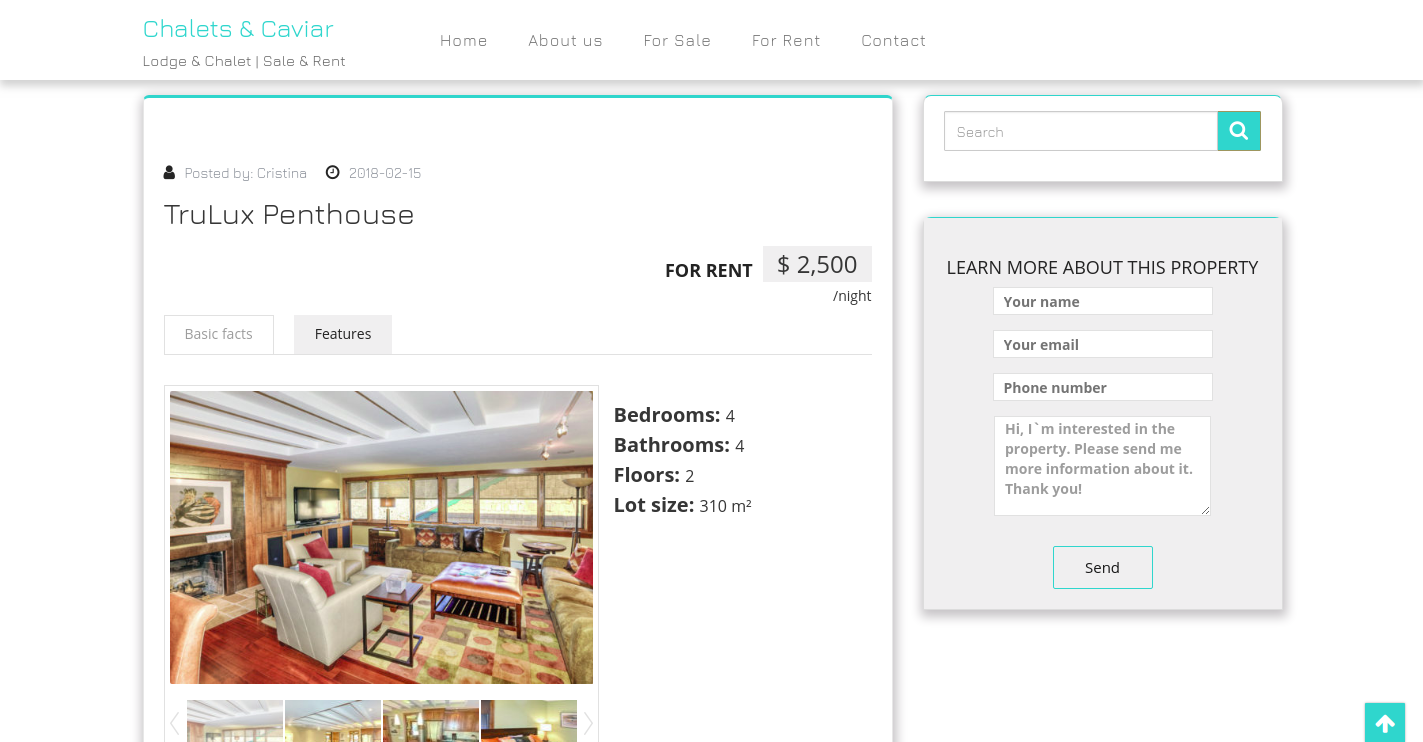 Chalets & Caviar
Lodge & Chalet | Sale & Rent
Home
About us
For Sale
For Rent
Contact
Posted by: Cristina
2018-02-15
TruLux Penthouse
FOR RENT
$ 2,500
/night
Basic facts
Features
Bedrooms: 4
Bathrooms: 4
Floors: 2
Lot size: 310 m²
Search
LEARN MORE ABOUT THIS PROPERTY
Your name
Your email
Phone number
Hi, I`m interested in the
property. Please send me
more information about it.
Thank you!
Send